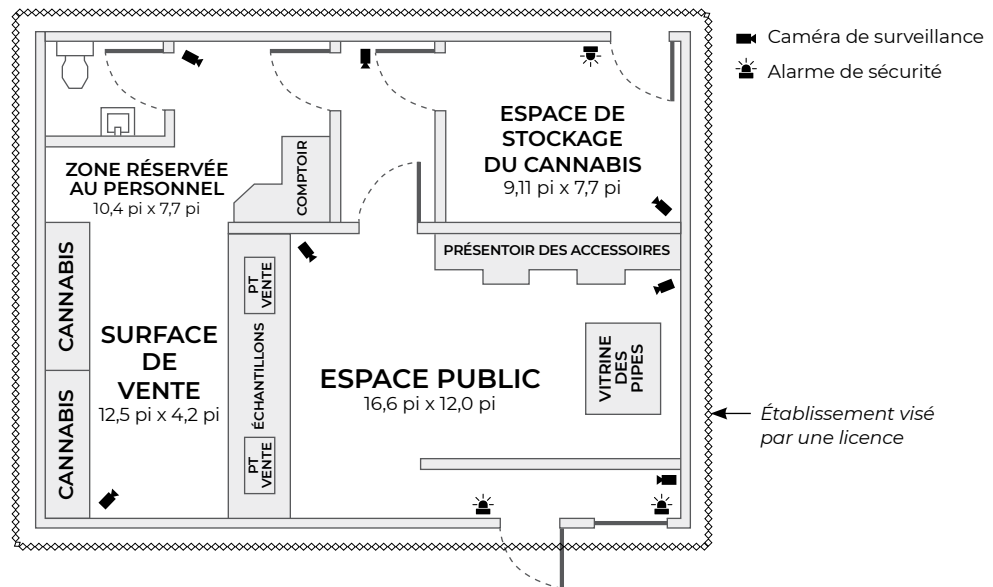 Caméra de surveillance
Alarme de sécurité
ESPACE DE
STOCKAGE
DU CANNABIS
9,11 pi x 7,7 pi
ZONE RÉSERVÉE
AU PERSONNEL
10,4 pi x 7,7 pi
COMPTOIR
PRÉSENTOIR DES ACCESSOIRES
CANNABIS
CANNABIS
SURFACE
DE
VENTE
12,5 pi x 4,2 pi
PT
VENTE
ÉCHANTILLONS
PT
VENTE
ESPACE PUBLIC
16,6 pi x 12,0 pi
VITRINE
DES
PIPES
Établissement visé
par une licence